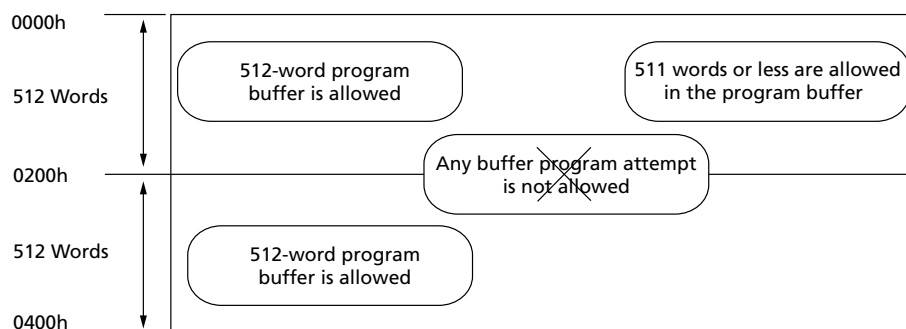 0000h
512 Words
512-word program
buffer is allowed
511 words or less are allowed
in the program buffer
Any buffer program attempt
is not allowed
0200h
512 Words
512-word program
buffer is allowed
0400h